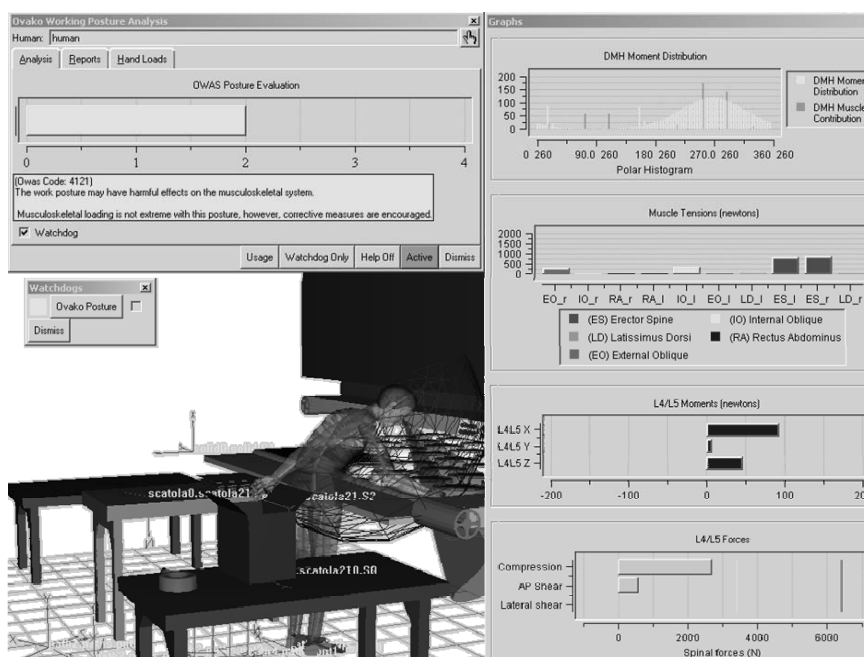 Ovako Working Posture Analysis
Human: human
Analysis Reports Hand Loads
OWAS Posture Evaluation
0 1 2 3 4
(Owas Code: 4121)
The work posture may have harmful effects on the musculoskeletal system.
Musculoskeletal loading is not extreme with this posture, however, corrective measures are encouraged.
Watchdog
Usage Watchdog Only Help Off Active Dismiss
Watchdogs
Ovako Posture
Dismiss
scatola0.scatola21
scatola21.S2
scatola210.S0
Graphs
DMH Moment Distribution
200
150
100
50
0
0 260 90.0 260 180 260 270.0 260 360 260
Polar Histogram
DMH Momen
Distribution
DMH Muscle
Contribution
Muscle Tensions (newtons)
2000
1500
1000
500
0
EO_r IO_r RA_r RA_l IO_l EO_l LD_l ES_l ES_r LD_r
(ES) Erector Spine (IO) Internal Oblique
(LD) Latissimus Dorsi (RA) Rectus Abdominus
(EO) External Oblique
L4/L5 Moments (newtons)
L4L5 X
L4L5 Y
L4L5 Z
-200 -100 0 100 20
L4/L5 Forces
Compression
AP Shear
Lateral shear
0 2000 4000 6000
Spinal forces (N)